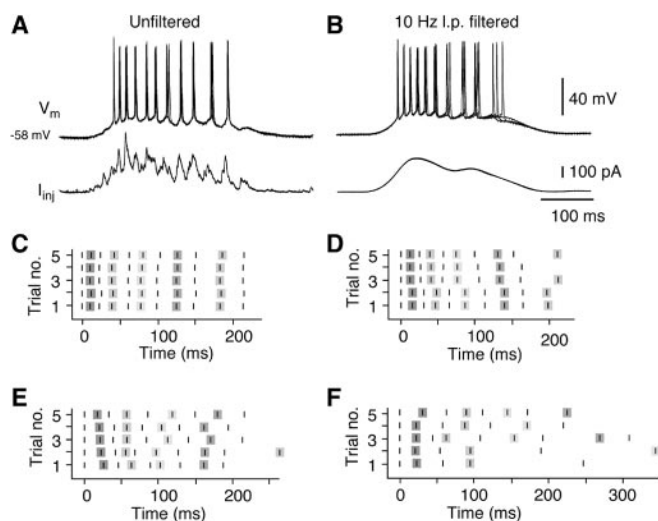 A
Unfiltered
B
10 Hz l.p. filtered
Vm
-58 mV
40 mV
Iinj
100 pA
100 ms
C
Trial no.
5
3
1
0
100
200
Time (ms)
D
Trial no.
5
3
1
0
100
200
Time (ms)
E
Trial no.
5
3
1
0
100
200
Time (ms)
F
Trial no.
5
3
1
0
100
200
300
Time (ms)